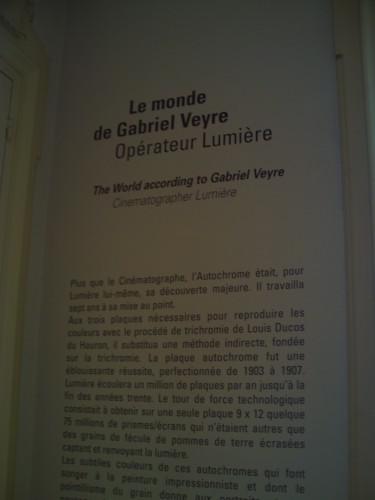 Le monde
de Gabriel Veyre
Opérateur Lumière
The World according to Gabriel Veyre
Cinematographer Lumière
Plus que le Cinématographe, l'Autochrome était, pour
Lumière lui-même, sa découverte majeure. Il travailla
sept ans à sa mise au point.
Aux trois plaques nécessaires pour reproduire les
couleurs avec le procédé de trichromie de Louis Ducos
du Hauron, il substitua une méthode indirecte, fondée
sur la trichromie. La plaque autochrome fut une
éblouissante réussite, perfectionnée de 1903 à 1907.
Lumière écoulera un million de plaques par an jusqu'à la
fin des années trente. Le tour de force technologique
consistait à obtenir sur une seule plaque 9 x 12 quelque
75 millions de prismes/écrans qui n'étaient autres que
des grains de fécule de pommes de terre écrasées
captant et renvoyant la lumière.
Les subtiles couleurs de ces autochromes qui font
songer à la peinture impressionniste et dont le
pointillisme du grain donne aux